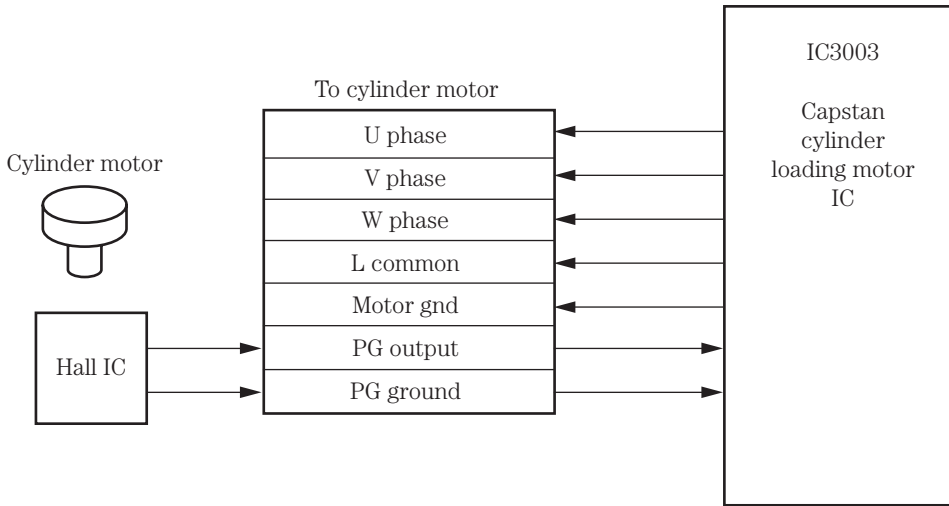 IC3003
Capstan
cylinder
loading motor
IC
To cylinder motor
U phase
V phase
W phase
L common
Motor gnd
PG output
PG ground
Cylinder motor
Hall IC